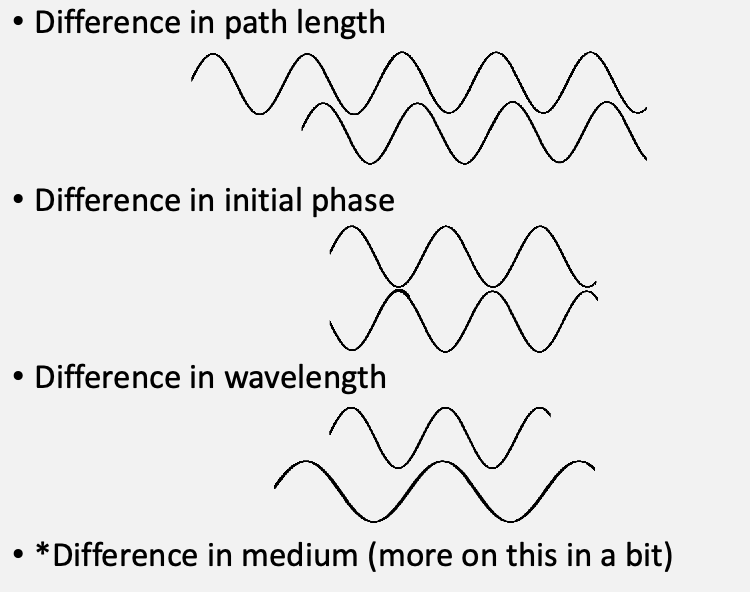 • Difference in path length
• Difference in initial phase
• Difference in wavelength
• *Difference in medium (more on this in a bit)